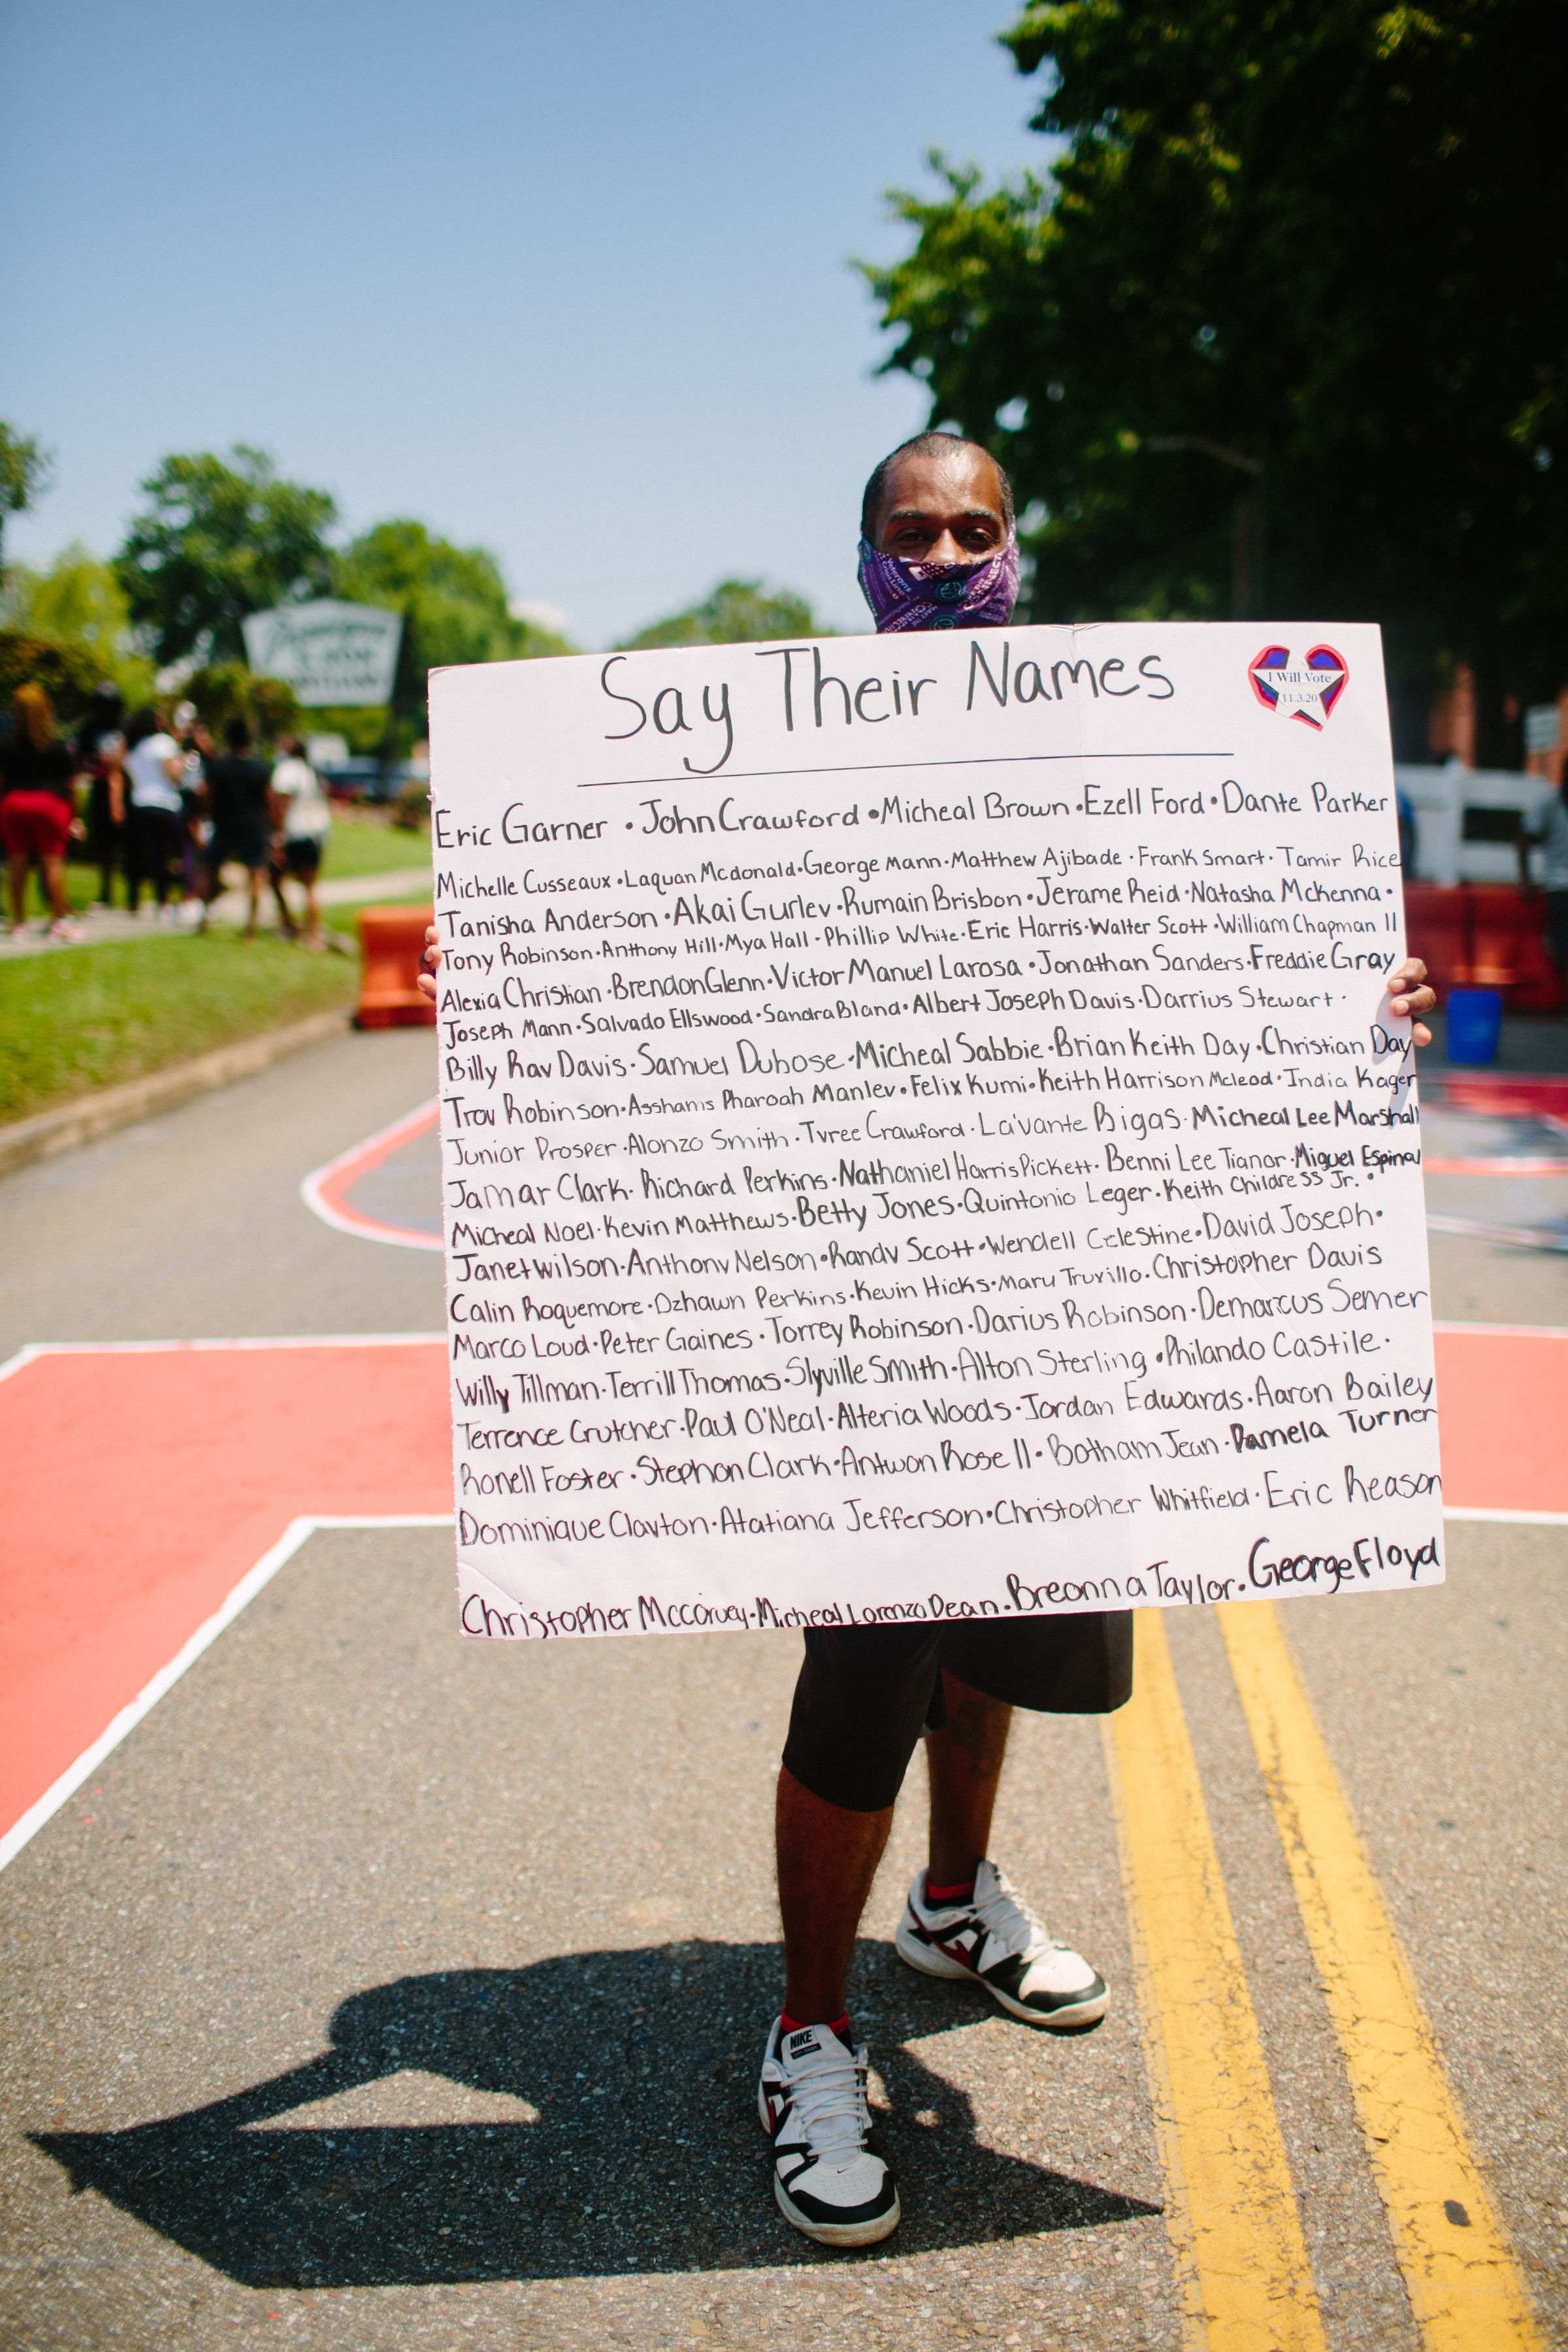 Say Their Names
I Will Vote
11.3.20
Eric Garner • John Crawford • Micheal Brown • Ezell Ford • Dante Parker
Michelle Cusseaux • Laquan Mcdonald • George Mann • Matthew Ajibade • Frank Smart • Tamir Rice
Tanisha Anderson • Akai Gurley • Rumain Brisbon • Jerame Reid • Natasha Mckenna •
Tony Robinson • Anthony Hill • Mya Hall • Phillip White • Eric Harris • Walter Scott • William Chapman II
Alexia Christian • Brendon Glenn • Victor Manuel Larosa • Jonathan Sanders • Freddie Gray
Joseph Mann • Salvado Ellswood • Sandra Bland • Albert Joseph Davis • Darrius Stewart •
Billy Ray Davis • Samuel Dubose • Micheal Sabbie • Brian Keith Day • Christian Day
Troy Robinson • Asshams Pharoah Manley • Felix Kumi • Keith Harrison Mcleod • India Kager
Junior Prosper • Alonzo Smith • Tyree Crawford • La'vante Bigas • Micheal Lee Marshall
Jamar Clark • Richard Perkins • Nathaniel Harris Pickett • Benni Lee Tianor • Miguel Espinal
Micheal Noel • Kevin Matthews • Betty Jones • Quintonio Leger • Keith Childress Jr. •
Janet Wilson • Anthony Nelson • Randy Scott • Wendell Celestine • David Joseph •
Calin Roquemore • Dzhawn Perkins • Kevin Hicks • Mary Truxillo • Christopher Davis
Marco Loud • Peter Gaines • Torrey Robinson • Darius Robinson • Demarcus Semer
Willy Tillman • Terrill Thomas • Slyville Smith • Alton Sterling • Philando Castile •
Terrence Crutcher • Paul O'Neal • Alteria Woods • Jordan Edwards • Aaron Bailey
Ronell Foster • Stephon Clark • Antwon Rose II • Botham Jean • Pamela Turner
Dominique Clayton • Atatiana Jefferson • Christopher Whitfield • Eric Reason
Christopher Mccorvey • Micheal Lorenzo Dean • Breonna Taylor • George Floyd
NIKE